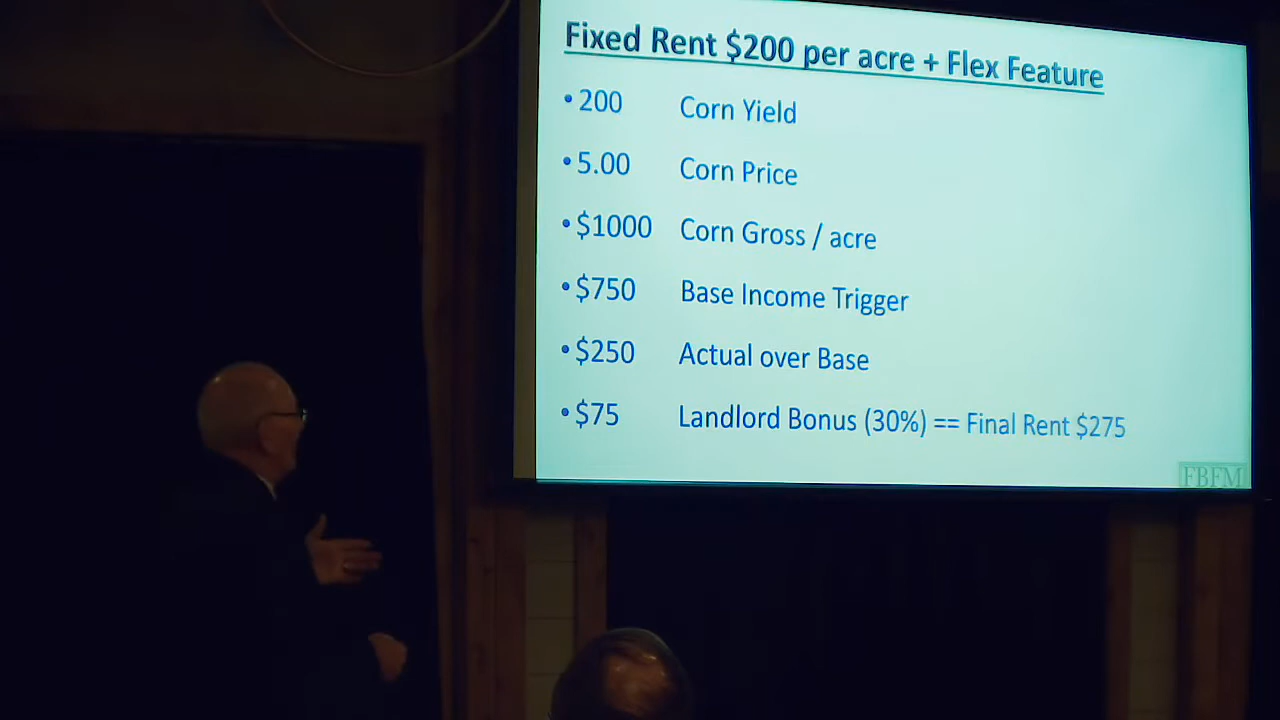 Fixed Rent $200 per acre + Flex Feature
• 200 Corn Yield
• 5.00 Corn Price
• $1000 Corn Gross / acre
• $750 Base Income Trigger
• $250 Actual over Base
• $75 Landlord Bonus (30%) == Final Rent $275
FBFM